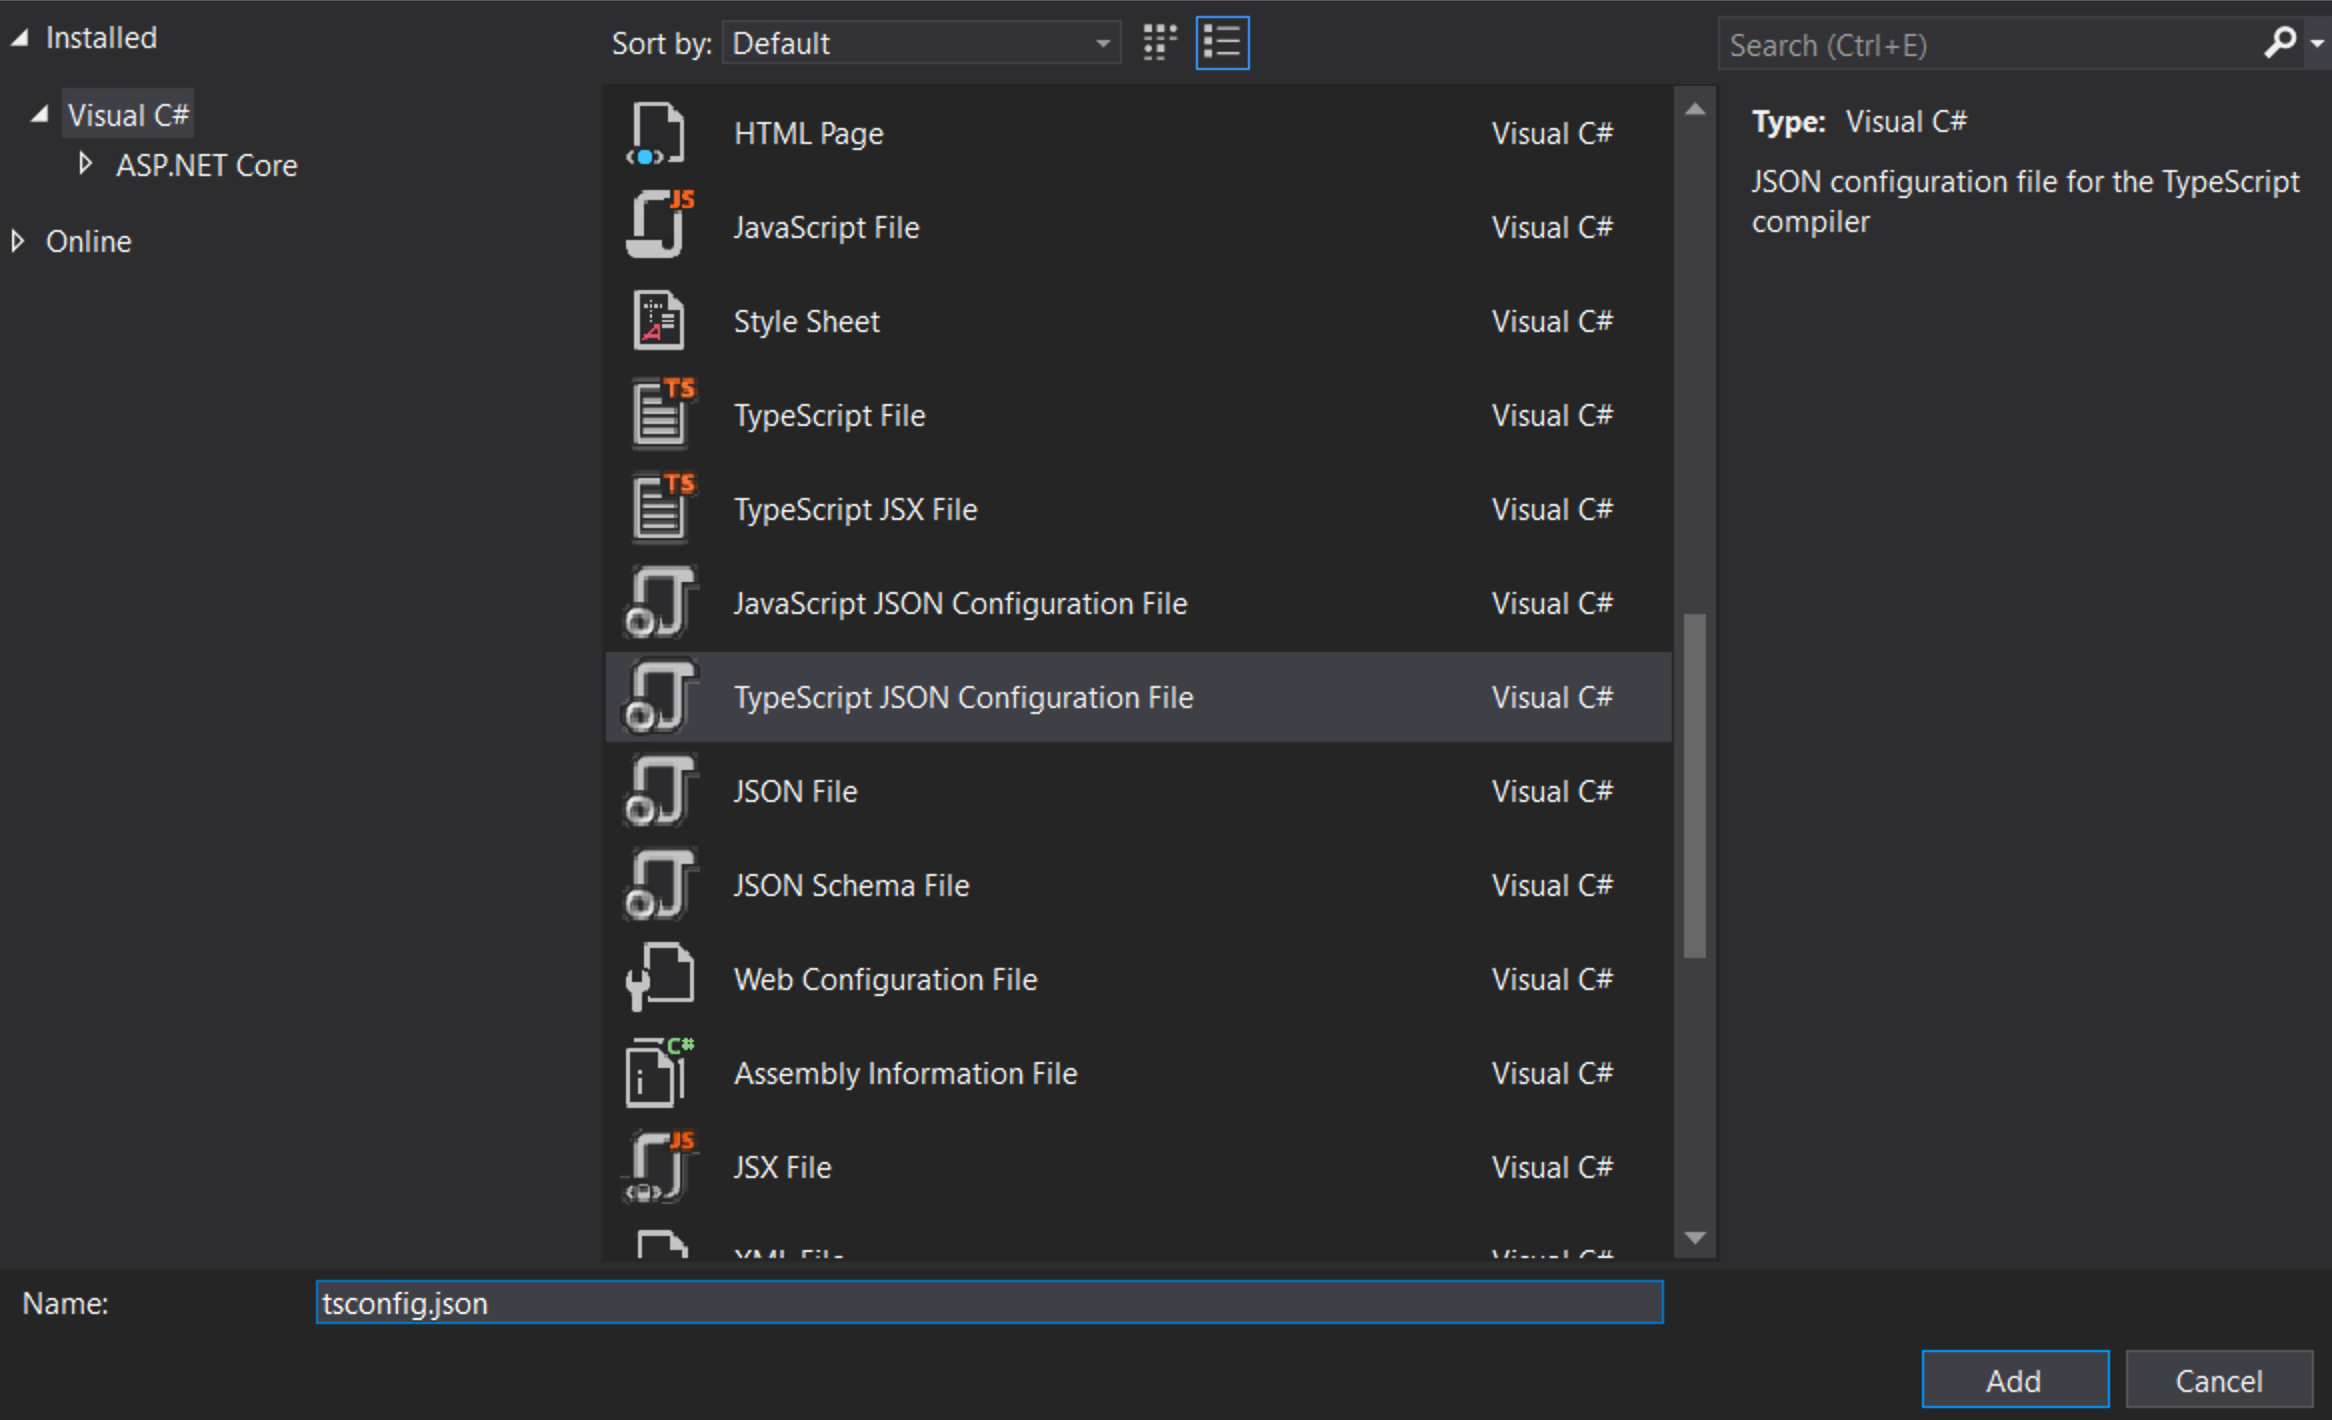 Installed
Visual C#
ASP.NET Core
Online
Sort by: Default
Search (Ctrl+E)
HTML Page Visual C#
JavaScript File Visual C#
Style Sheet Visual C#
TypeScript File Visual C#
TypeScript JSX File Visual C#
JavaScript JSON Configuration File Visual C#
TypeScript JSON Configuration File Visual C#
JSON File Visual C#
JSON Schema File Visual C#
Web Configuration File Visual C#
Assembly Information File Visual C#
JSX File Visual C#
XML File Visual C#
Type: Visual C#
JSON configuration file for the TypeScript
compiler
Name: tsconfig.json
Add Cancel